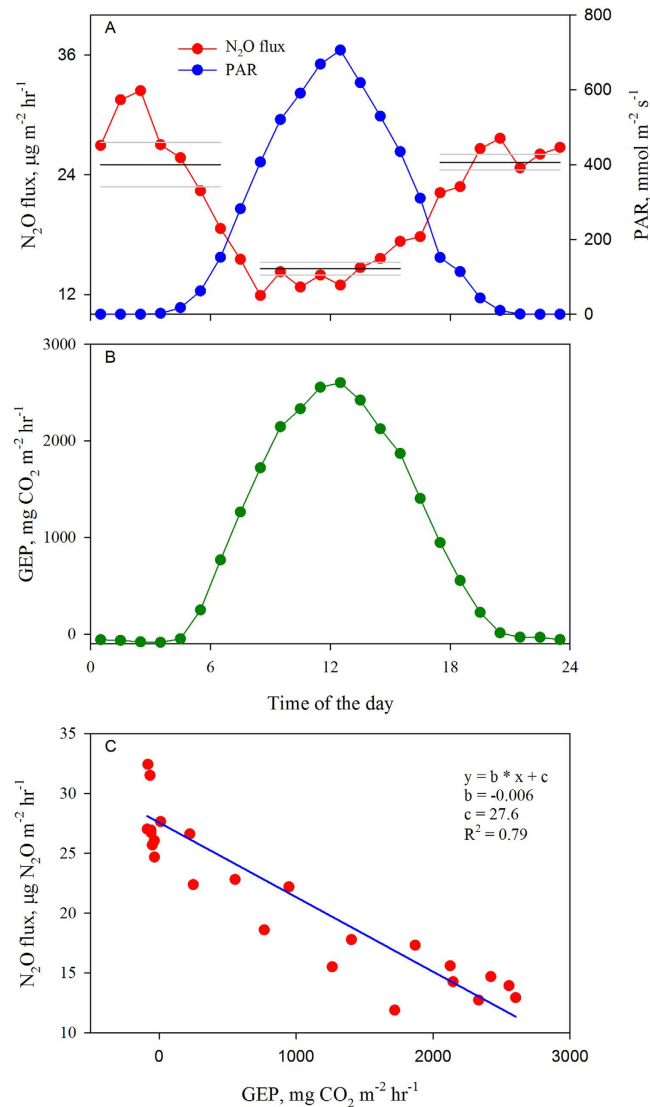 A
N₂O flux
PAR
36
24
12
N₂O flux, µg m⁻² hr⁻¹
800
600
400
200
0
PAR, mmol m⁻² s⁻¹
B
3000
2000
1000
0
GEP, mg CO₂ m⁻² hr⁻¹
0 6 12 18 24
Time of the day
C
35
30
25
20
15
10
N₂O flux, µg N₂O m⁻² hr⁻¹
y = b * x + c
b = -0.006
c = 27.6
R² = 0.79
0 1000 2000 3000
GEP, mg CO₂ m⁻² hr⁻¹